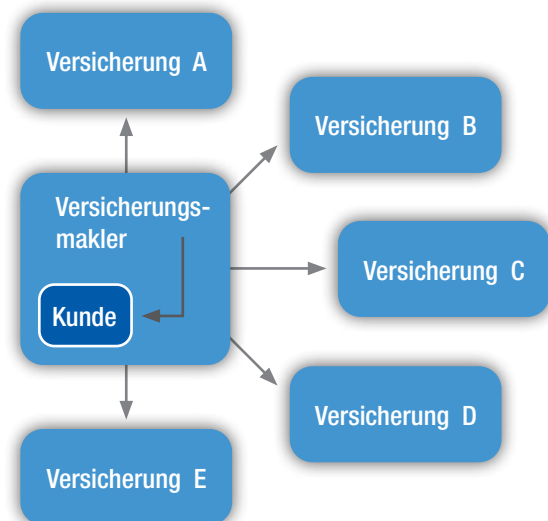 Versicherung A
Versicherung B
Versicherungs-
makler
Versicherung C
Kunde
Versicherung D
Versicherung E